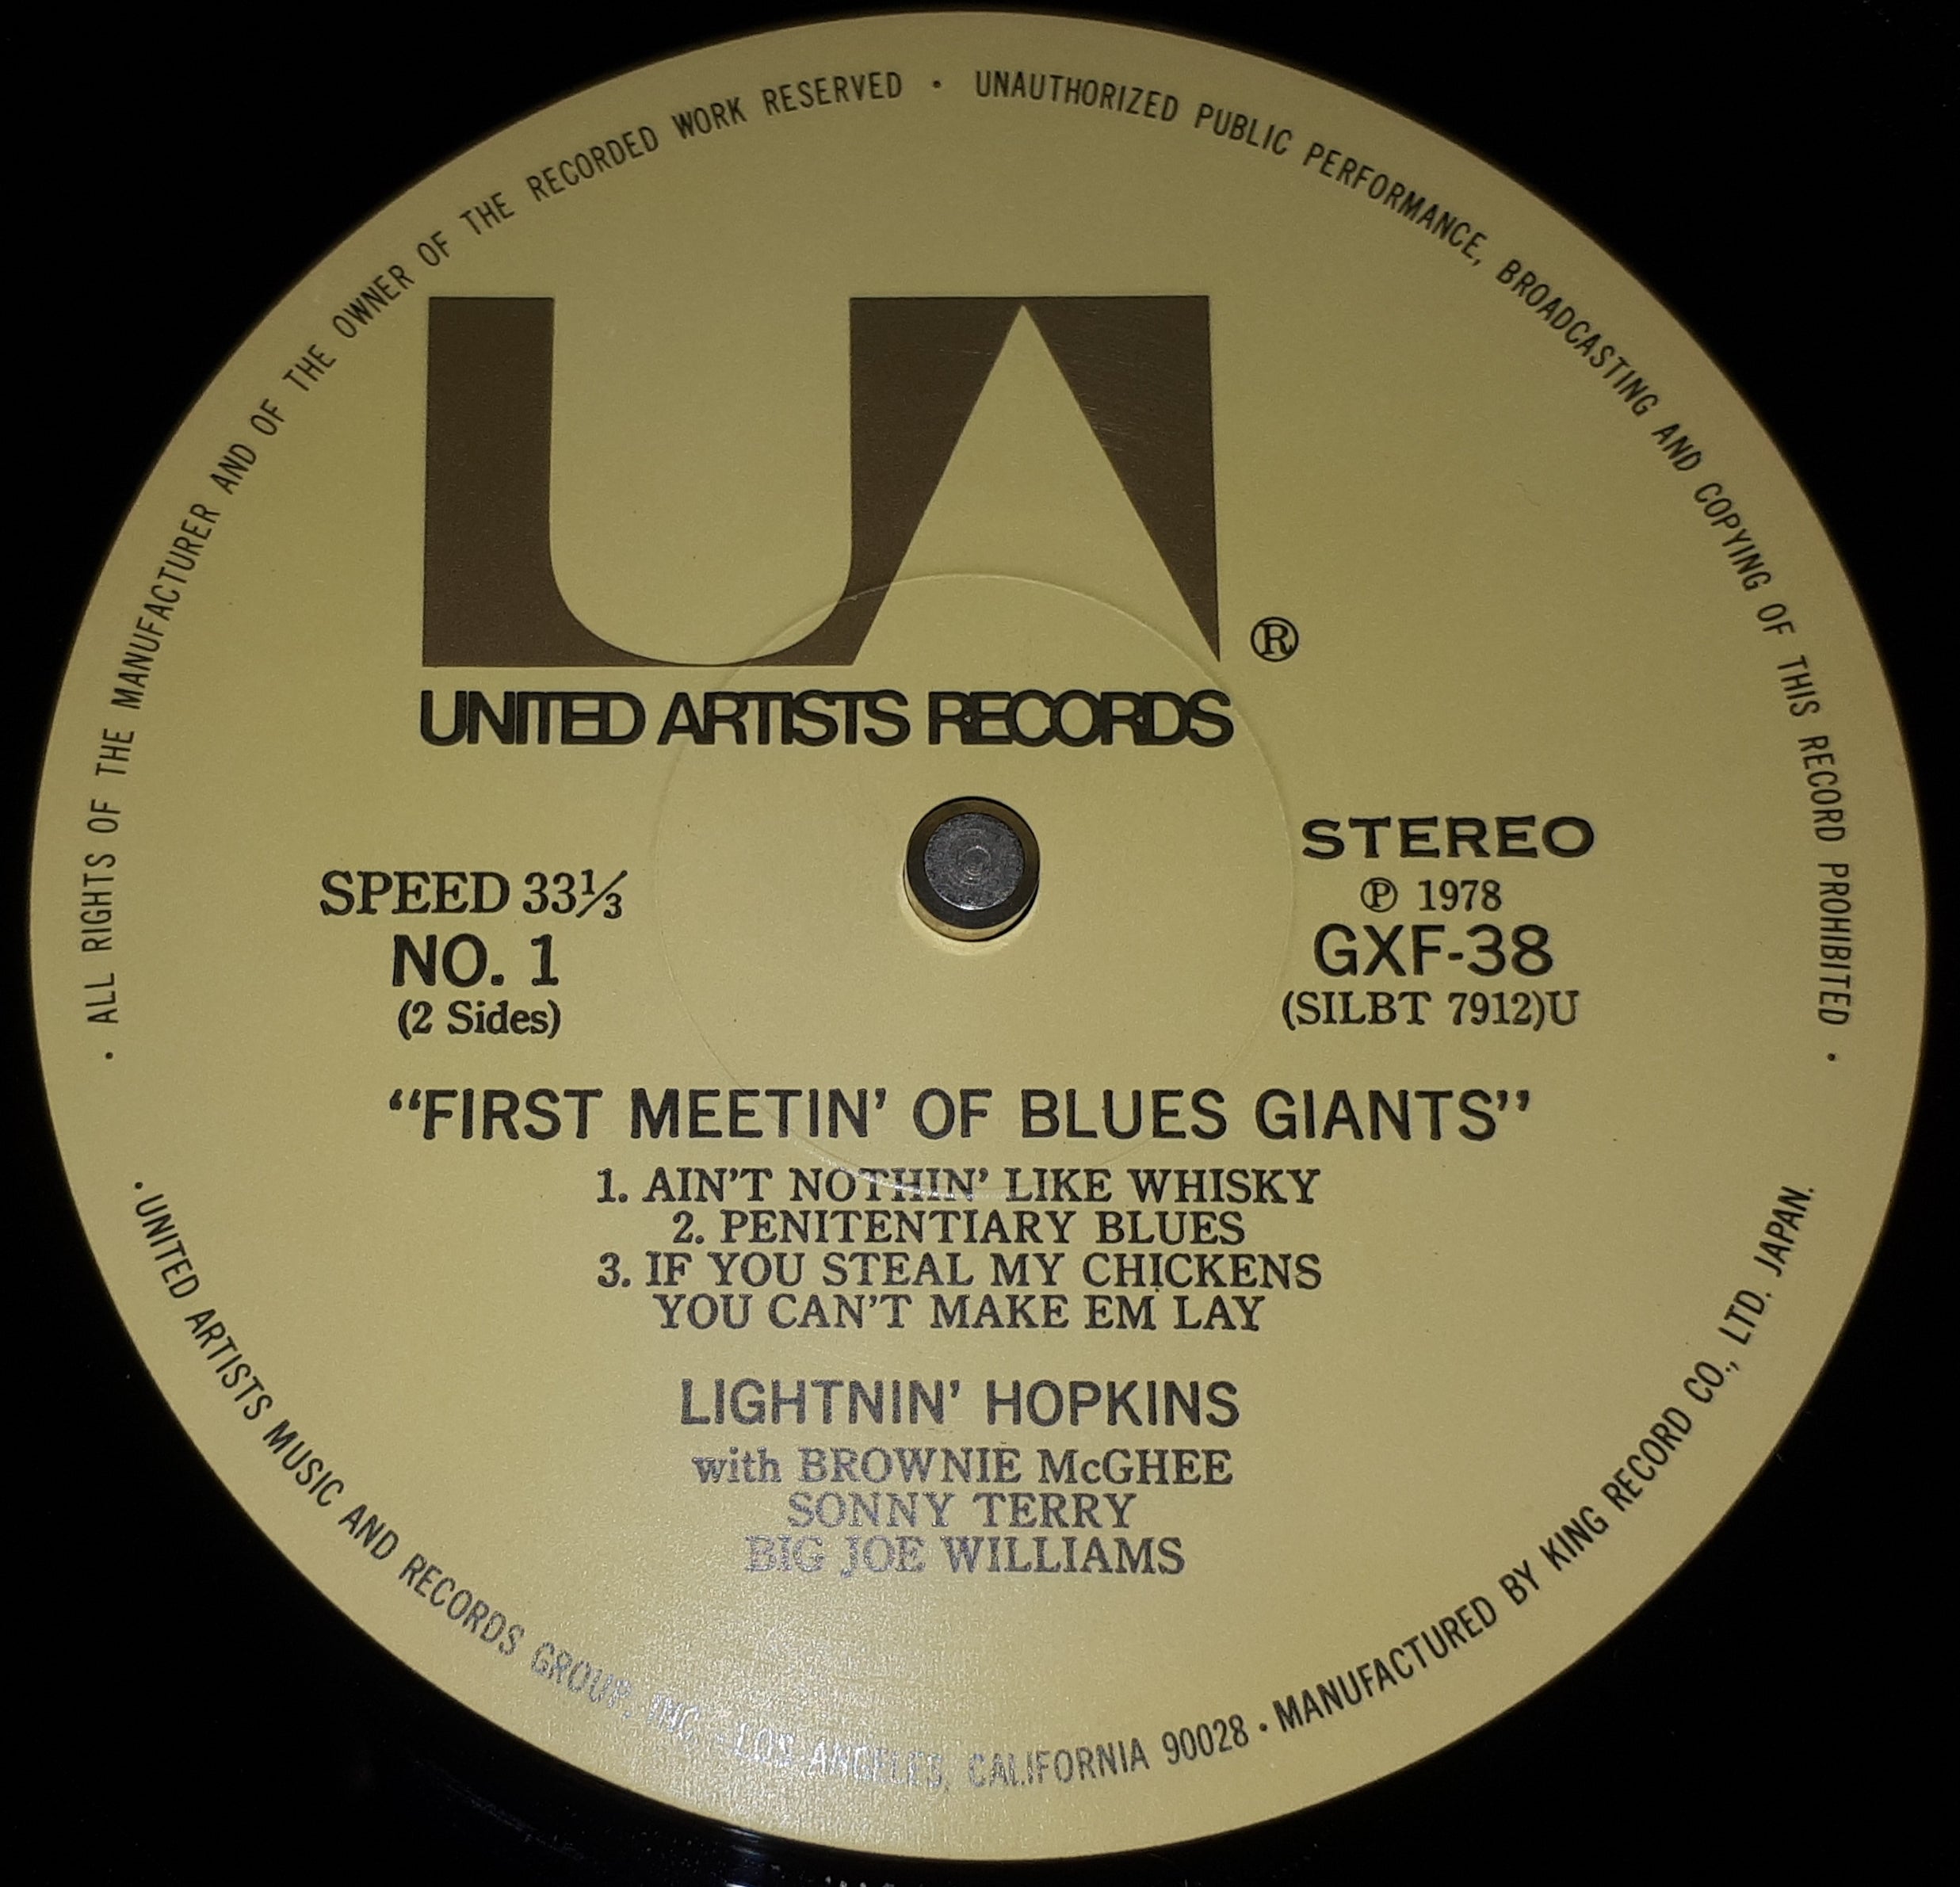 • ALL RIGHTS OF THE MANUFACTURER AND OF THE OWNER OF THE RECORDED WORK RESERVED • UNAUTHORIZED PUBLIC PERFORMANCE, BROADCASTING AND COPYING OF THIS RECORD PROHIBITED •
UA
®
UNITED ARTISTS RECORDS
SPEED 33⅓
NO. 1
(2 Sides)
STEREO
℗ 1978
GXF-38
(SILBT 7912)U
“FIRST MEETIN’ OF BLUES GIANTS”
1. AIN’T NOTHIN’ LIKE WHISKY
2. PENITENTIARY BLUES
3. IF YOU STEAL MY CHICKENS
YOU CAN’T MAKE EM LAY
LIGHTNIN’ HOPKINS
with BROWNIE McGHEE
SONNY TERRY
BIG JOE WILLIAMS
• UNITED ARTISTS MUSIC AND RECORDS GROUP, INC. LOS ANGELES, CALIFORNIA 90028 • MANUFACTURED BY KING RECORD CO., LTD. JAPAN.